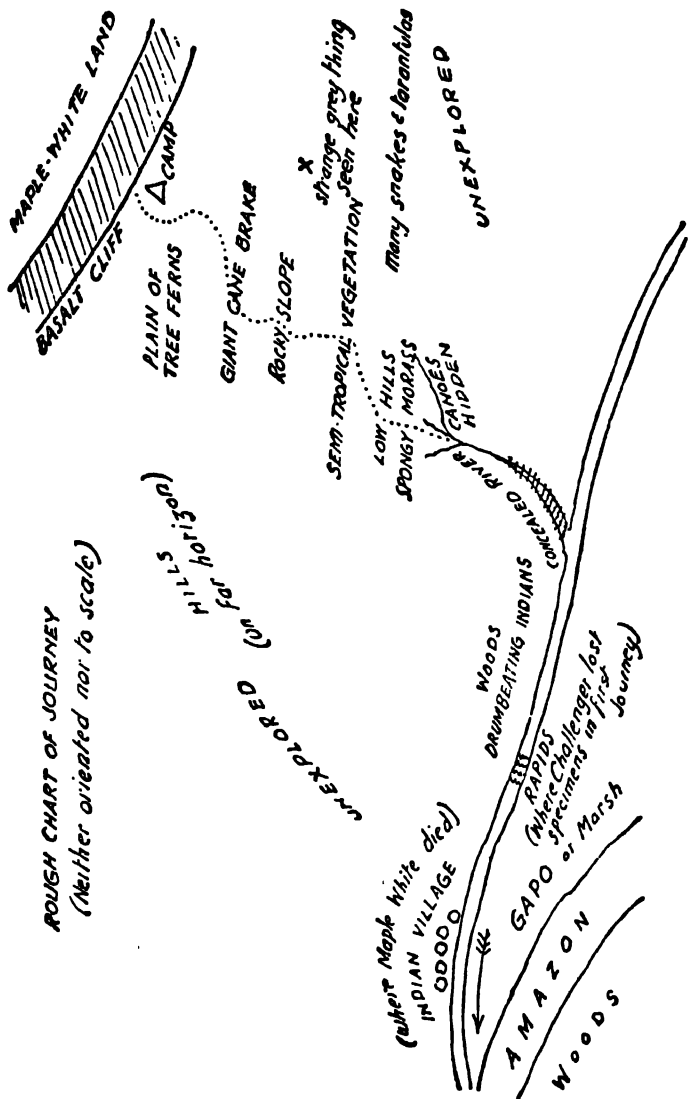 ROUGH CHART OF JOURNEY
(Neither oriented nor to scale)
MAPLE-WHITE LAND
BASALT CLIFF
CAMP
PLAIN OF
TREE FERNS
GIANT CANE BRAKE
ROCKY SLOPE
X
strange grey thing
seen here
SEMI-TROPICAL VEGETATION
many snakes & tarantulas
UNEXPLORED
LOW HILLS
SPONGY MORASS
CANOES
HIDDEN
CONCEALED RIVER
HILLS
(on far horizon)
UNEXPLORED
WOODS
DRUMBEATING INDIANS
RAPIDS
(Where Challenger lost
specimens in first
Journey)
(Where Maple White died)
INDIAN VILLAGE
GAPO or Marsh
AMAZON
WOODS